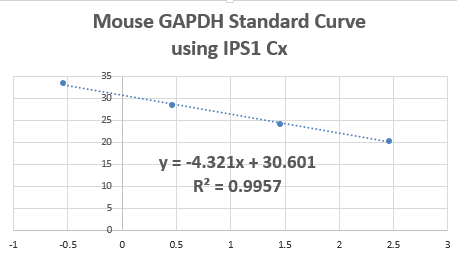 Mouse GAPDH Standard Curve
using IPS1 Cx
35
30
25
20
15
10
5
0
y = -4.321x + 30.601
R² = 0.9957
-1 -0.5 0 0.5 1 1.5 2 2.5 3